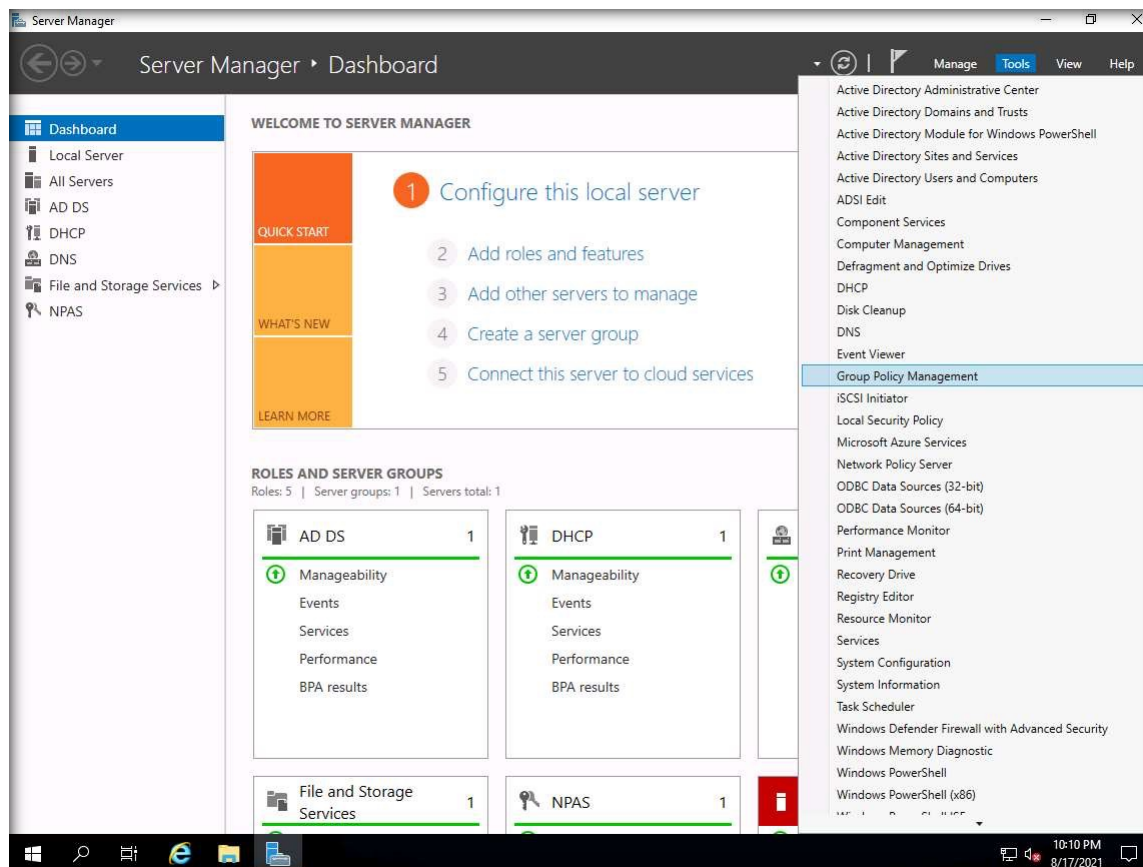 Server Manager
Server Manager • Dashboard
Manage Tools View Help
Dashboard
Local Server
All Servers
AD DS
DHCP
DNS
File and Storage Services
NPAS
WELCOME TO SERVER MANAGER
QUICK START
WHAT'S NEW
LEARN MORE
1 Configure this local server
2 Add roles and features
3 Add other servers to manage
4 Create a server group
5 Connect this server to cloud services
ROLES AND SERVER GROUPS
Roles: 5 | Server groups: 1 | Servers total: 1
AD DS 1
Manageability
Events
Services
Performance
BPA results
DHCP 1
Manageability
Events
Services
Performance
BPA results
File and Storage
Services 1
NPAS 1
Active Directory Administrative Center
Active Directory Domains and Trusts
Active Directory Module for Windows PowerShell
Active Directory Sites and Services
Active Directory Users and Computers
ADSI Edit
Component Services
Computer Management
Defragment and Optimize Drives
DHCP
Disk Cleanup
DNS
Event Viewer
Group Policy Management
iSCSI Initiator
Local Security Policy
Microsoft Azure Services
Network Policy Server
ODBC Data Sources (32-bit)
ODBC Data Sources (64-bit)
Performance Monitor
Print Management
Recovery Drive
Registry Editor
Resource Monitor
Services
System Configuration
System Information
Task Scheduler
Windows Defender Firewall with Advanced Security
Windows Memory Diagnostic
Windows PowerShell
Windows PowerShell (x86)
10:10 PM
8/17/2021